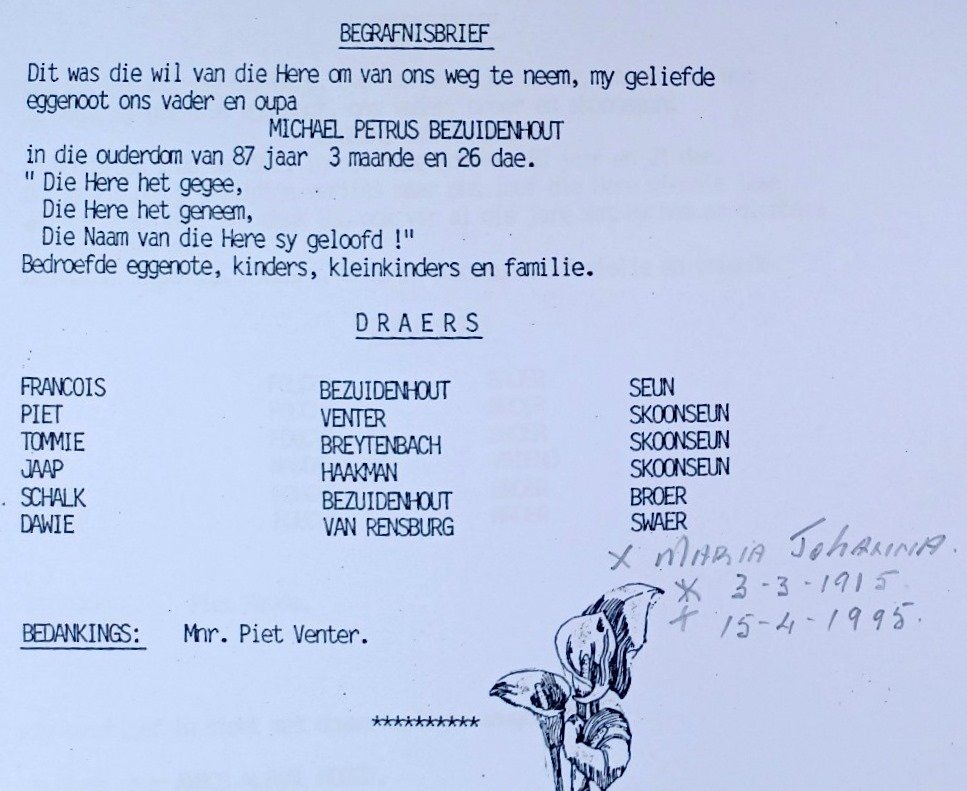 BEGRAFNISBRIEF
Dit was die wil van die Here om van ons weg te neem, my geliefde
eggenoot ons vader en oupa
MICHAEL PETRUS BEZUIDENHOUT
in die ouderdom van 87 jaar 3 maande en 26 dae.
" Die Here het gegee,
Die Here het geneem,
Die Naam van die Here sy geloofd !"
Bedroefde eggenote, kinders, kleinkinders en familie.
D R A E R S
FRANCOIS BEZUIDENHOUT SEUN
PIET VENTER SKOONSEUN
TOMMIE BREYTENBACH SKOONSEUN
JAAP HAAKMAN SKOONSEUN
SCHALK BEZUIDENHOUT BROER
DAWIE VAN RENSBURG SWAER
X MARIA JOHANNA.
* 3-3-1915.
+ 15-4-1995.
BEDANKINGS: Mnr. Piet Venter.
**********